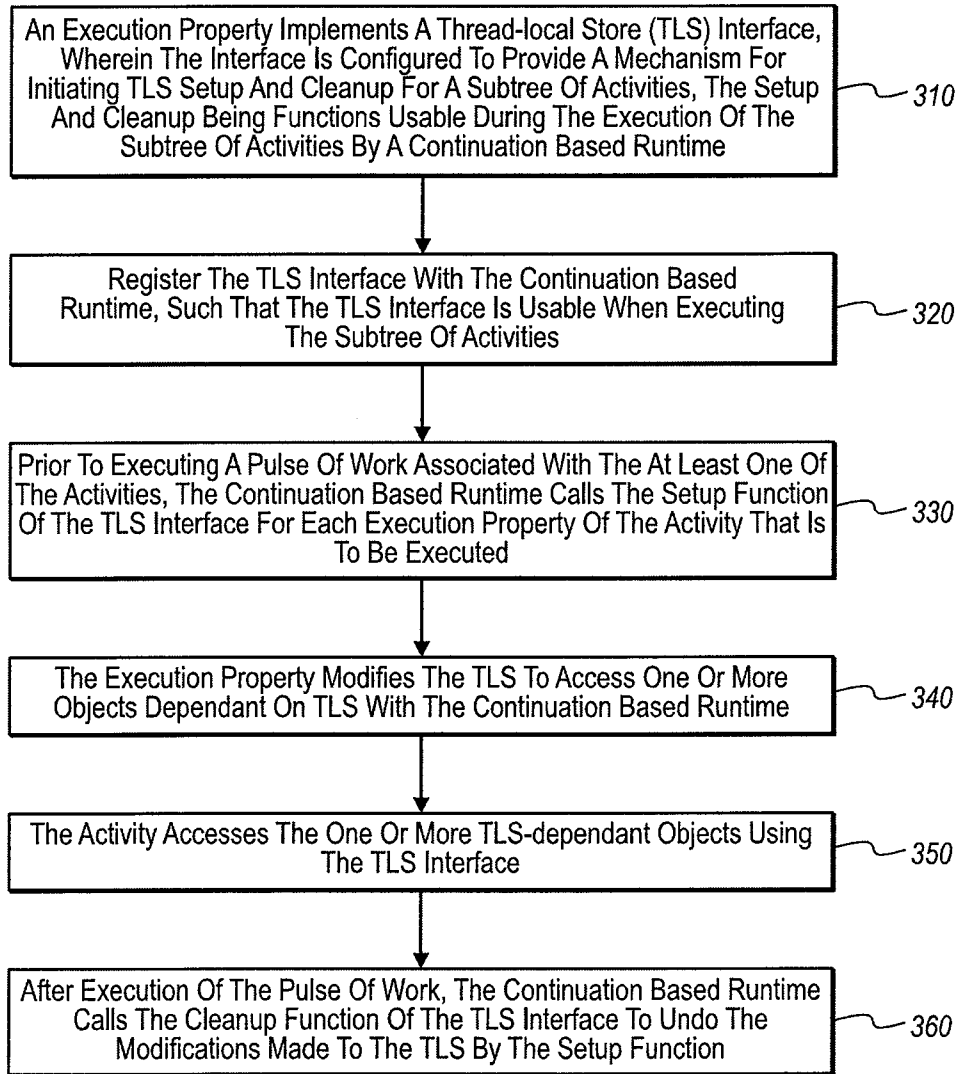 An Execution Property Implements A Thread-local Store (TLS) Interface,
Wherein The Interface Is Configured To Provide A Mechanism For
Initiating TLS Setup And Cleanup For A Subtree Of Activities, The Setup
And Cleanup Being Functions Usable During The Execution Of The
Subtree Of Activities By A Continuation Based Runtime
310
Register The TLS Interface With The Continuation Based
Runtime, Such That The TLS Interface Is Usable When Executing
The Subtree Of Activities
320
Prior To Executing A Pulse Of Work Associated With The At Least One Of
The Activities, The Continuation Based Runtime Calls The Setup Function
Of The TLS Interface For Each Execution Property Of The Activity That Is
To Be Executed
330
The Execution Property Modifies The TLS To Access One Or More
Objects Dependant On TLS With The Continuation Based Runtime
340
The Activity Accesses The One Or More TLS-dependant Objects Using
The TLS Interface
350
After Execution Of The Pulse Of Work, The Continuation Based Runtime
Calls The Cleanup Function Of The TLS Interface To Undo The
Modifications Made To The TLS By The Setup Function
360